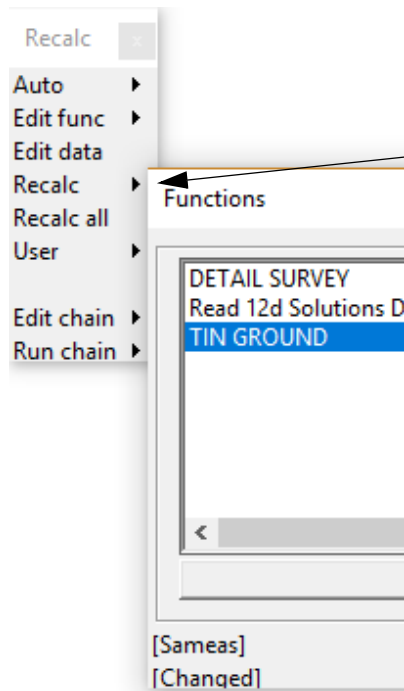 Recalc
Auto
Edit func
Edit data
Recalc
Recalc all
User
Edit chain
Run chain
Functions
DETAIL SURVEY
Read 12d Solutions D
TIN GROUND
[Sameas]
[Changed]